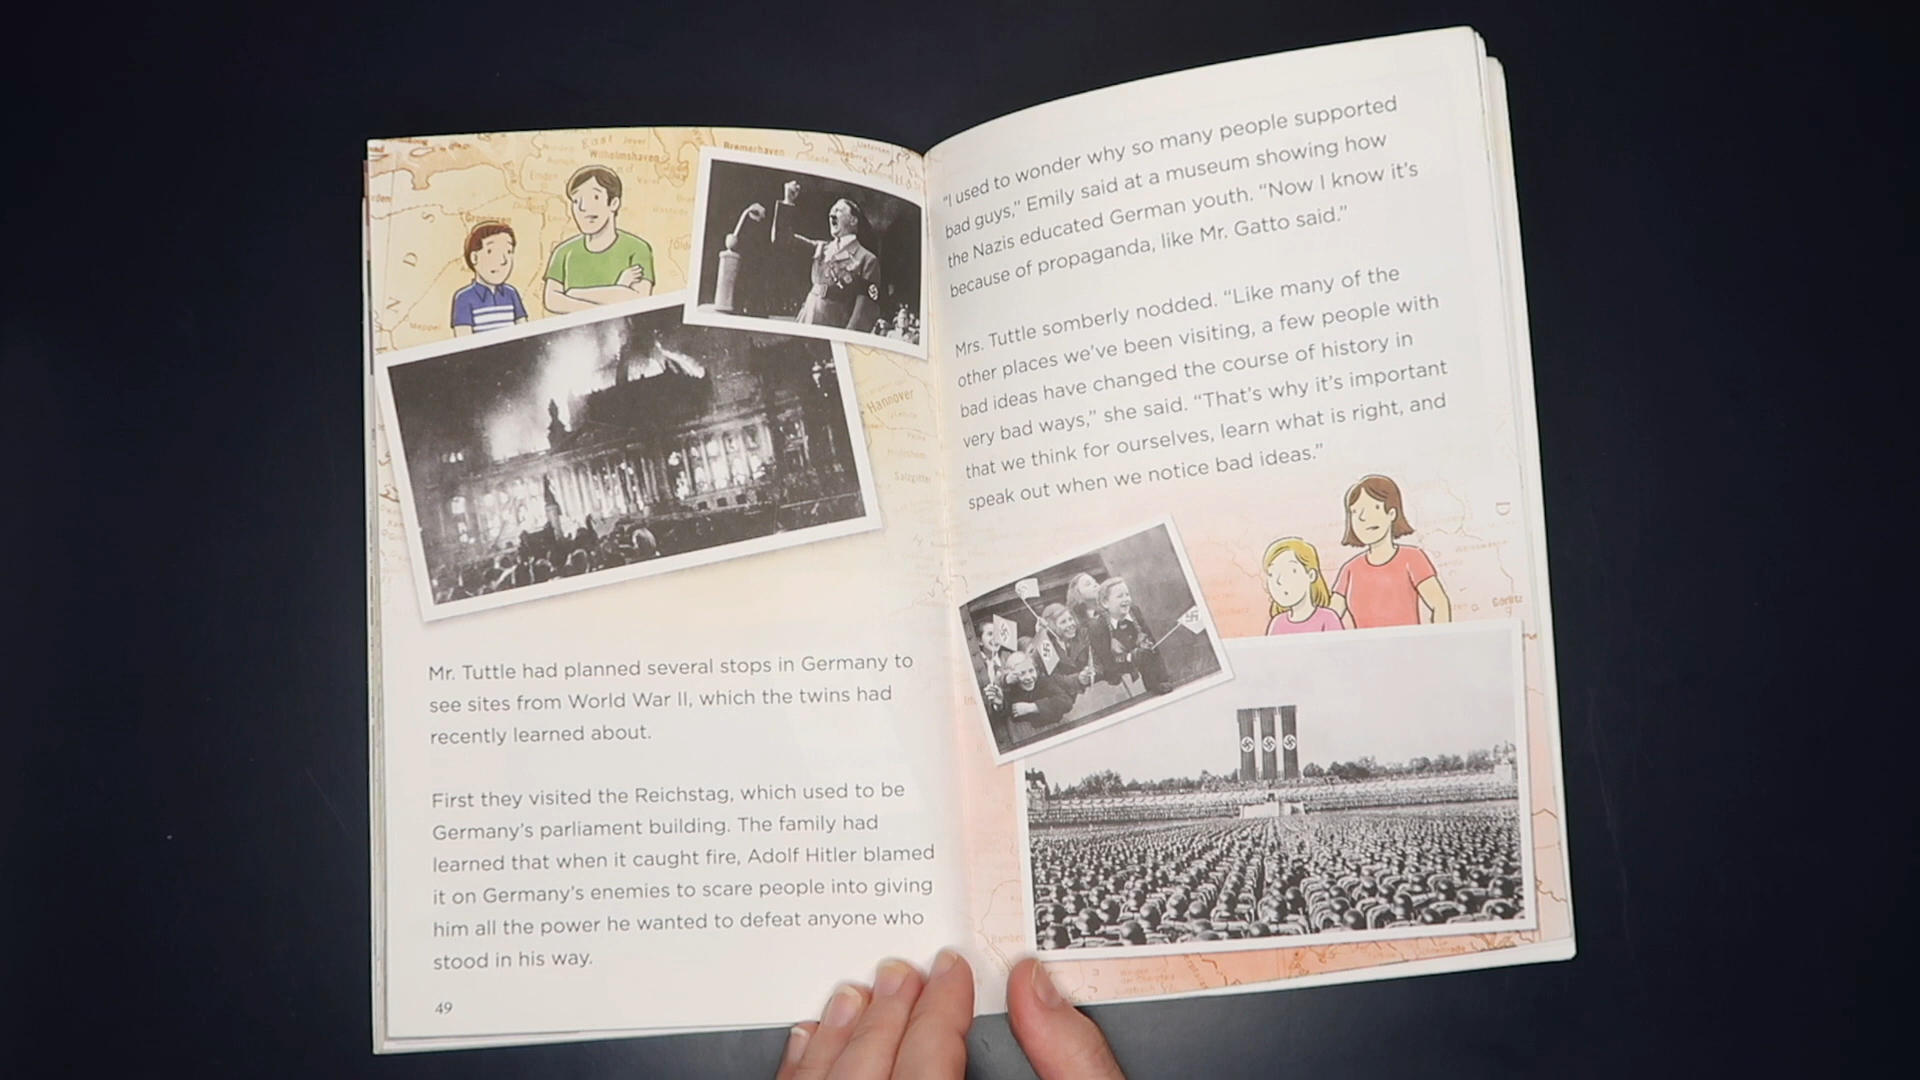 Wilhelmshaven
Bremerhaven
Emden
Groningen
Meppel
Hannover
Salzgitter
Mr. Tuttle had planned several stops in Germany to
see sites from World War II, which the twins had
recently learned about.
First they visited the Reichstag, which used to be
Germany's parliament building. The family had
learned that when it caught fire, Adolf Hitler blamed
it on Germany's enemies to scare people into giving
him all the power he wanted to defeat anyone who
stood in his way.
49
"I used to wonder why so many people supported
bad guys," Emily said at a museum showing how
the Nazis educated German youth. "Now I know it's
because of propaganda, like Mr. Gatto said."
Mrs. Tuttle somberly nodded. "Like many of the
other places we've been visiting, a few people with
bad ideas have changed the course of history in
very bad ways," she said. "That's why it's important
that we think for ourselves, learn what is right, and
speak out when we notice bad ideas."
Görlitz